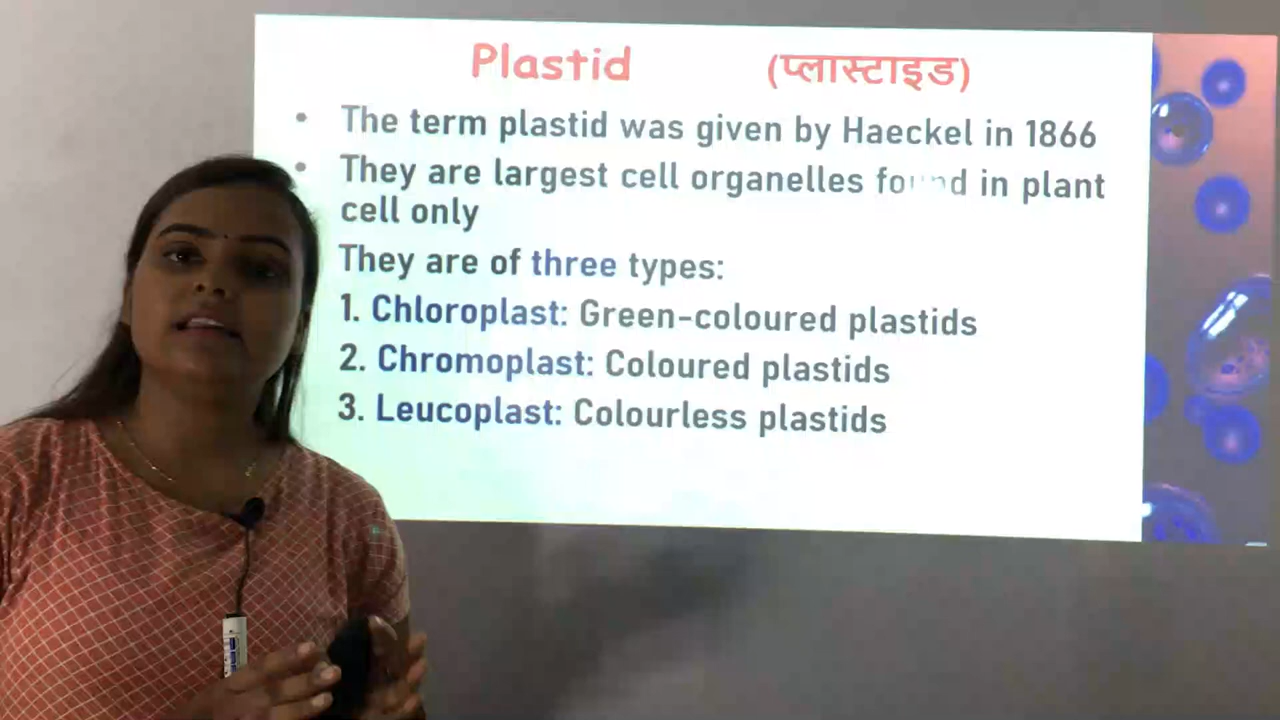 Plastid (प्लास्टाइड)
• The term plastid was given by Haeckel in 1866
• They are largest cell organelles found in plant
cell only
They are of three types:
1. Chloroplast: Green-coloured plastids
2. Chromoplast: Coloured plastids
3. Leucoplast: Colourless plastids